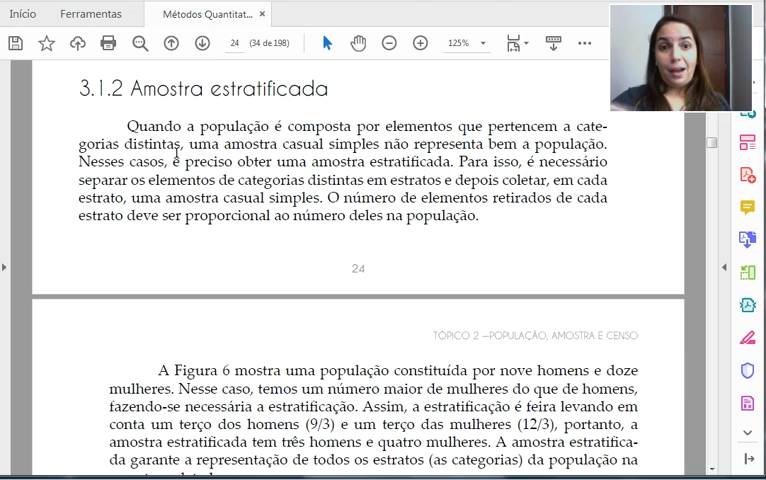 Início
Ferramentas
Métodos Quantitat...
24
(34 de 198)
125%
3.1.2 Amostra estratificada
Quando a população é composta por elementos que pertencem a cate-
gorias distintas, uma amostra casual simples não representa bem a população.
Nesses casos, é preciso obter uma amostra estratificada. Para isso, é necessário
separar os elementos de categorias distintas em estratos e depois coletar, em cada
estrato, uma amostra casual simples. O número de elementos retirados de cada
estrato deve ser proporcional ao número deles na população.
24
TÓPICO 2 —POPULAÇÃO, AMOSTRA E CENSO
A Figura 6 mostra uma população constituída por nove homens e doze
mulheres. Nesse caso, temos um número maior de mulheres do que de homens,
fazendo-se necessária a estratificação. Assim, a estratificação é feira levando em
conta um terço dos homens (9/3) e um terço das mulheres (12/3), portanto, a
amostra estratificada tem três homens e quatro mulheres. A amostra estratifica-
da garante a representação de todos os estratos (as categorias) da população na